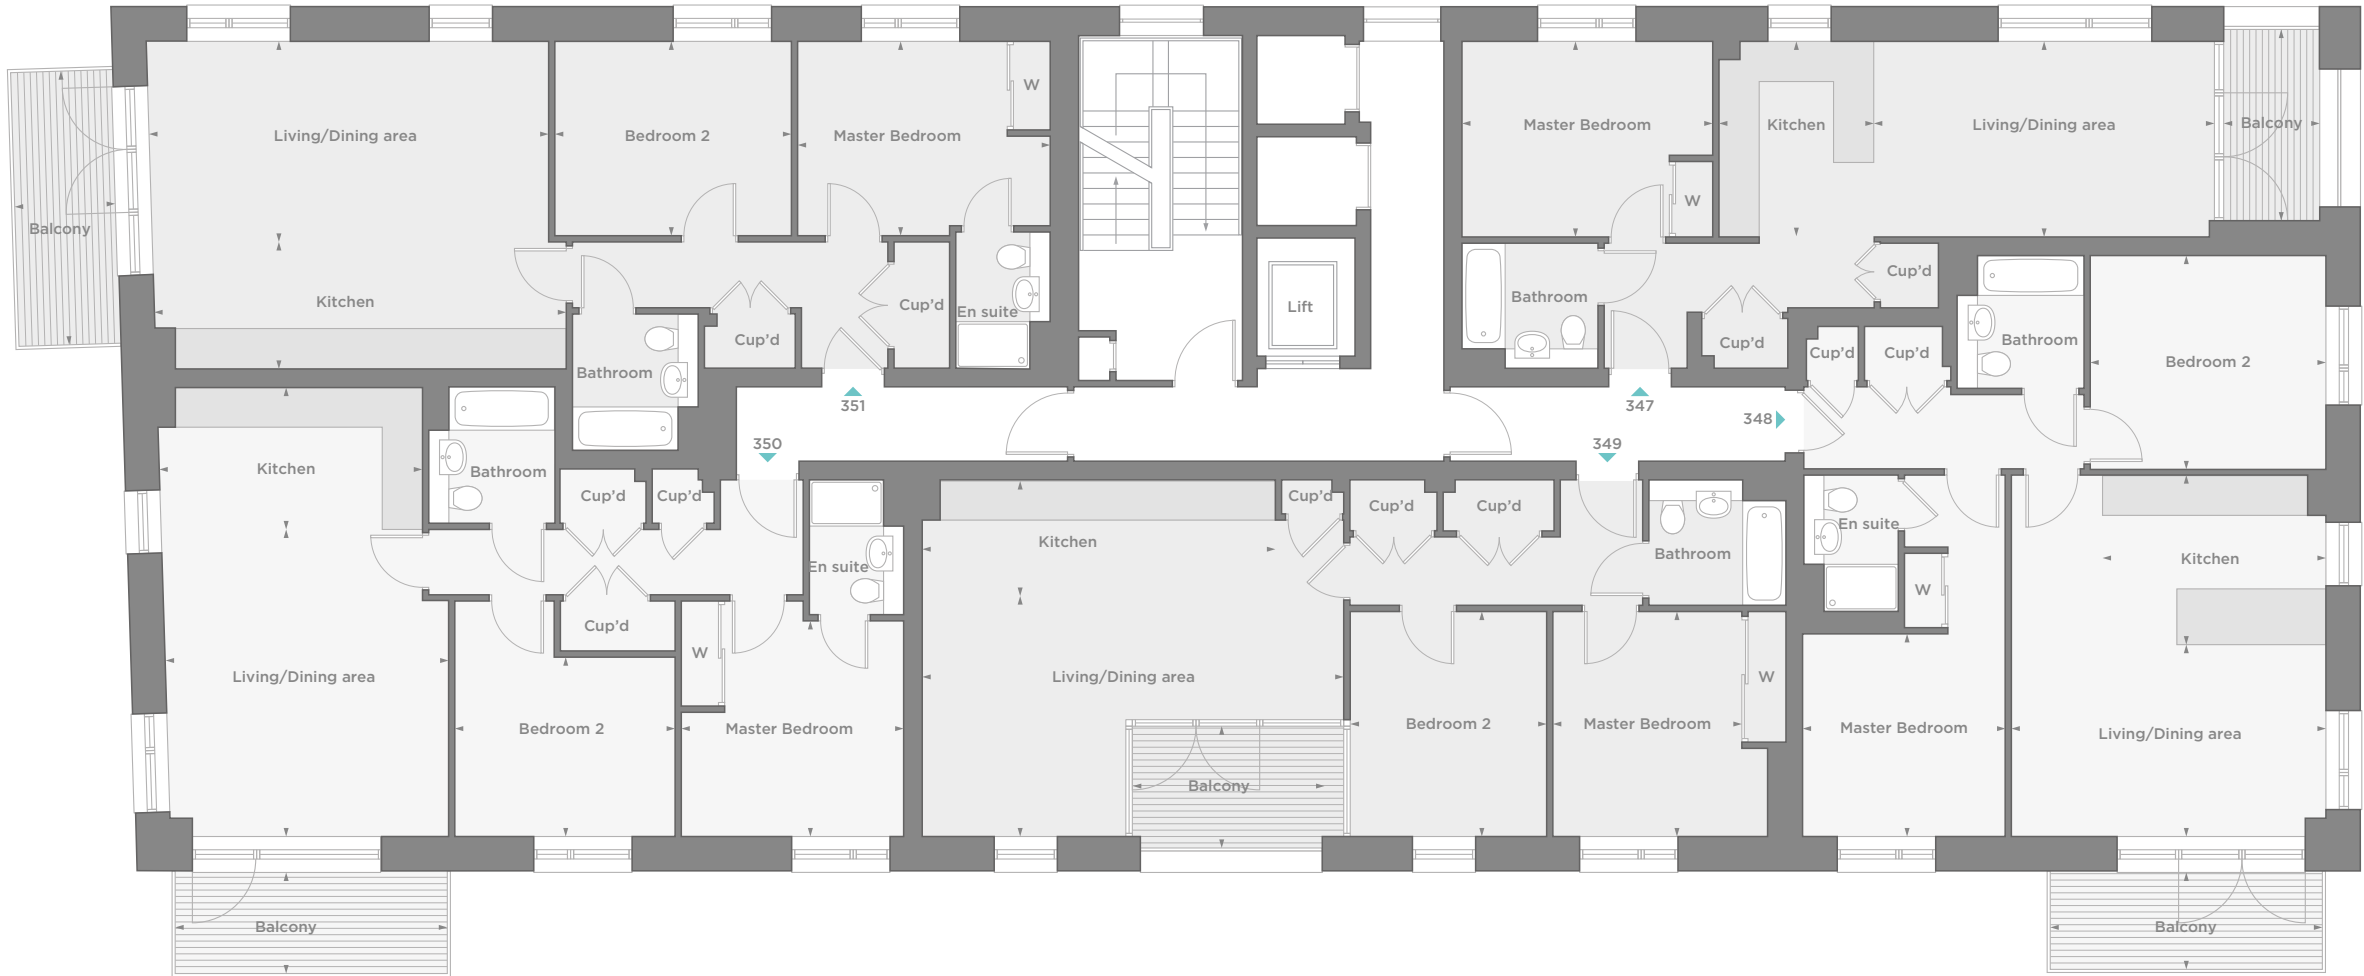 W
Living/Dining area
Bedroom 2
Master Bedroom
Balcony
Kitchen
Cup'd
En suite
Cup'd
Bathroom
351
Lift
Master Bedroom
Kitchen
Living/Dining area
Balcony
W
Bathroom
Cup'd
Cup'd
347
Cup'd
Cup'd
Bathroom
Bedroom 2
348
350
349
Kitchen
Bathroom
Cup'd
Cup'd
En suite
Cup'd
W
Living/Dining area
Bedroom 2
Master Bedroom
Balcony
Cup'd
Cup'd
Cup'd
Kitchen
Bathroom
Living/Dining area
W
Bedroom 2
Master Bedroom
Balcony
En suite
Kitchen
W
Master Bedroom
Living/Dining area
Balcony